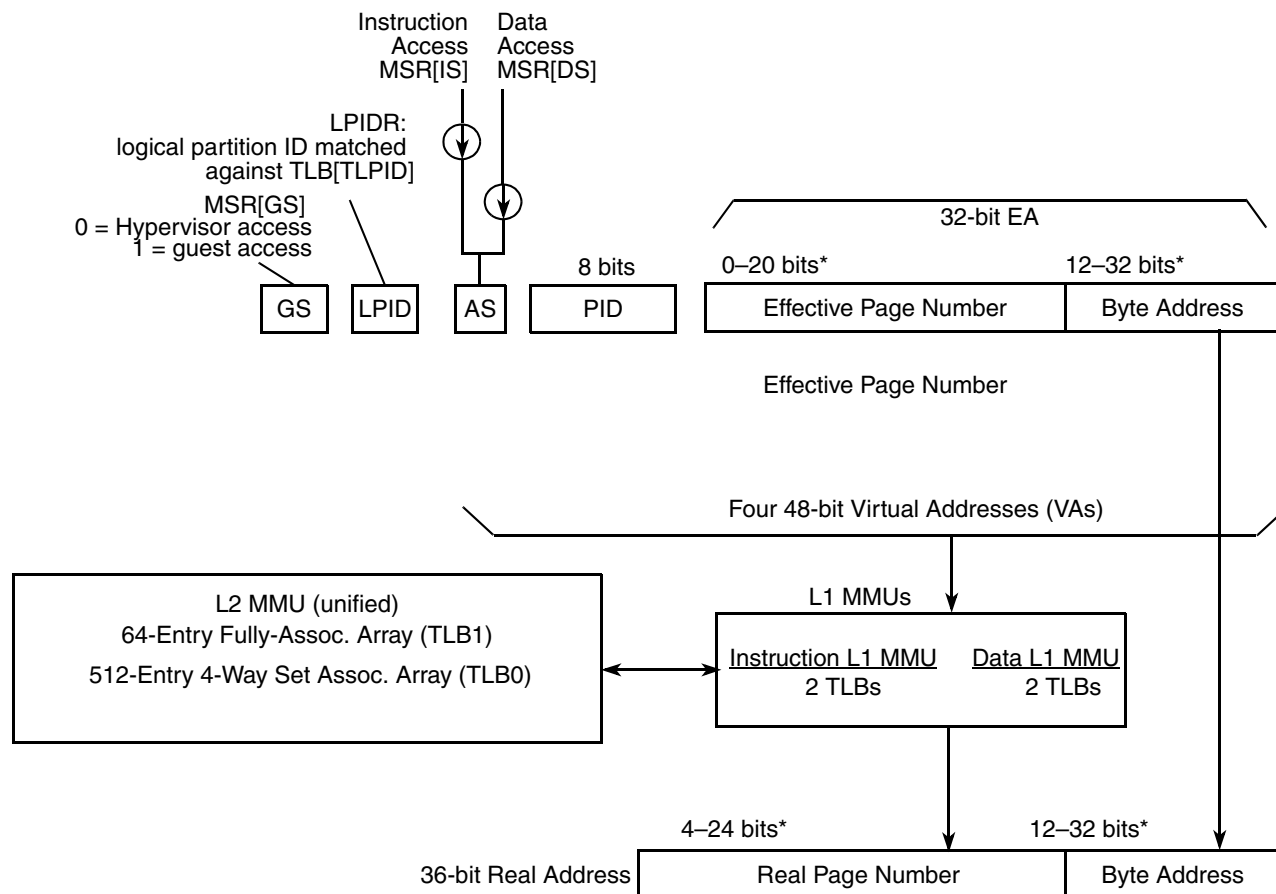 Instruction
Access
MSR[IS]
Data
Access
MSR[DS]
LPIDR:
logical partition ID matched
against TLB[TLPID]
MSR[GS]
0 = Hypervisor access
1 = guest access
32-bit EA
8 bits
0–20 bits*
12–32 bits*
GS
LPID
AS
PID
Effective Page Number
Byte Address
Effective Page Number
Four 48-bit Virtual Addresses (VAs)
L2 MMU (unified)
64-Entry Fully-Assoc. Array (TLB1)
512-Entry 4-Way Set Assoc. Array (TLB0)
L1 MMUs
Instruction L1 MMU
2 TLBs
Data L1 MMU
2 TLBs
4–24 bits*
12–32 bits*
36-bit Real Address
Real Page Number
Byte Address